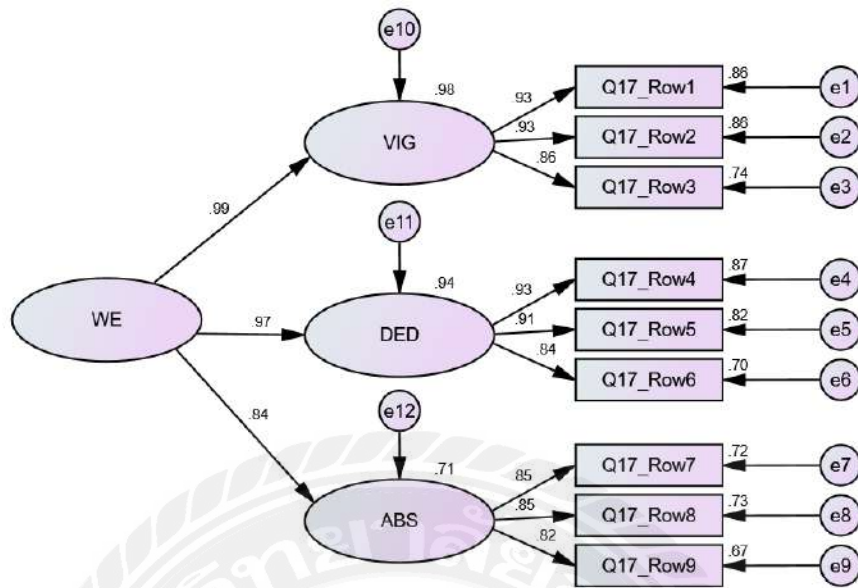 e10
.98
VIG
.93
.93
.86
Q17_Row1
.86
e1
Q17_Row2
.86
e2
Q17_Row3
.74
e3
.99
e11
.94
WE
.97
DED
.93
.91
.84
Q17_Row4
.87
e4
Q17_Row5
.82
e5
Q17_Row6
.70
e6
.84
e12
.71
ABS
.85
.85
.82
Q17_Row7
.72
e7
Q17_Row8
.73
e8
Q17_Row9
.67
e9